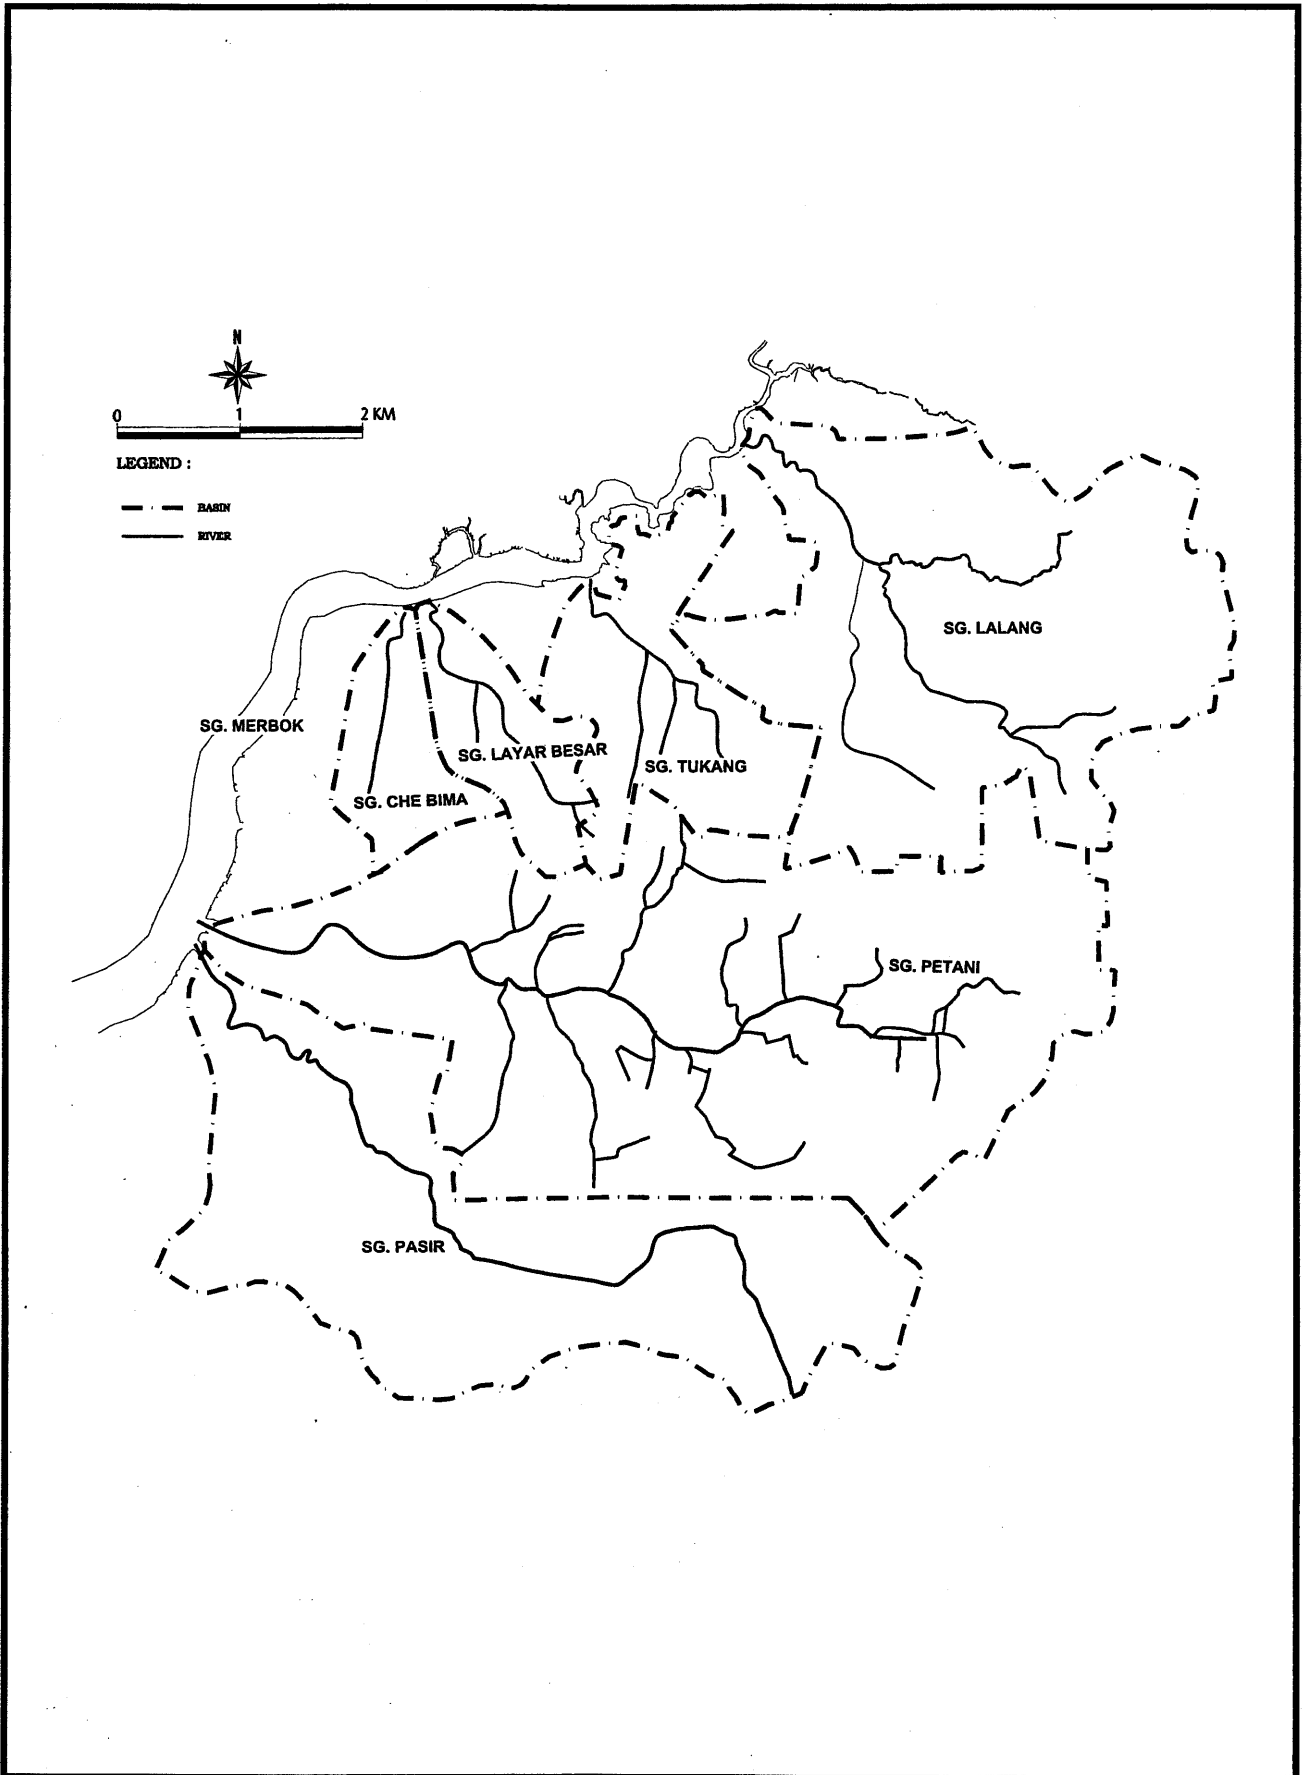 N
0 1 2 KM
LEGEND :
BASIN
RIVER
SG. LALANG
SG. MERBOK
SG. LAYAR BESAR
SG. TUKANG
SG. CHE BIMA
SG. PETANI
SG. PASIR